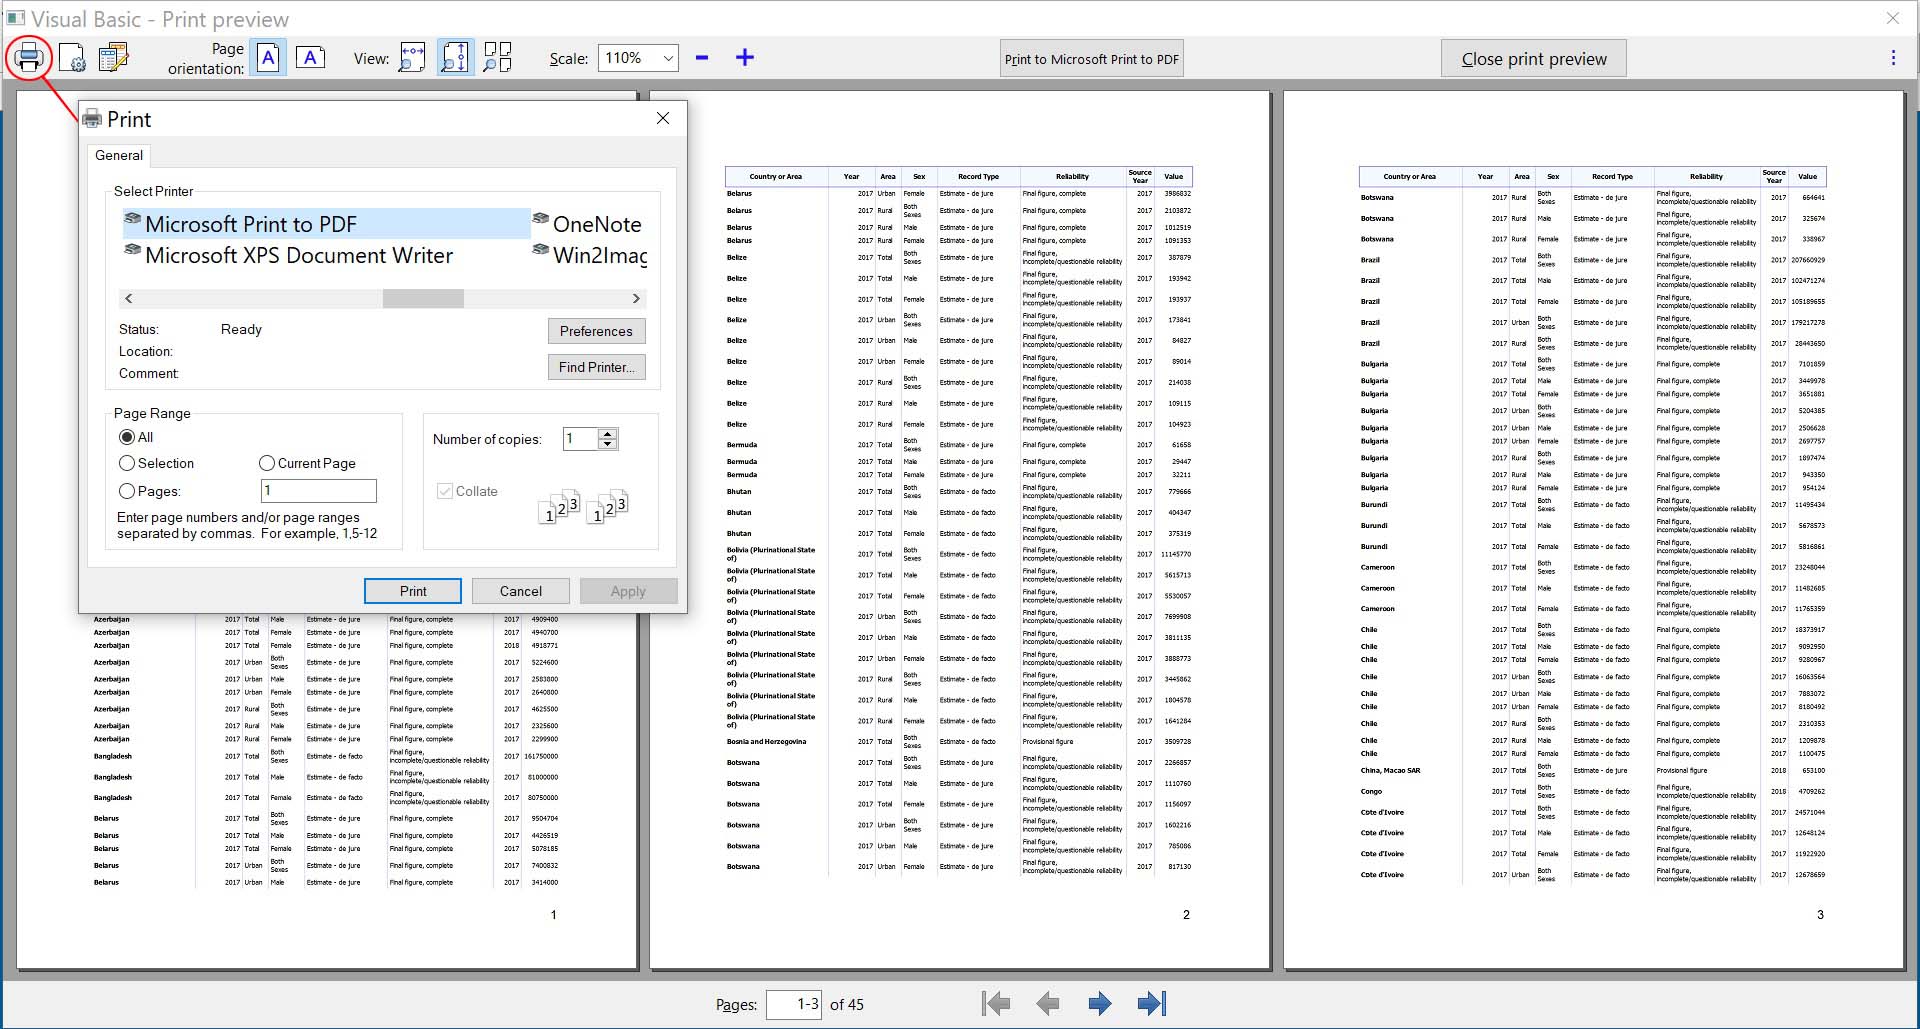 Visual Basic - Print preview
Page orientation: A A View: Scale: 110% Print to Microsoft Print to PDF Close print preview
Print
General
Select Printer
Microsoft Print to PDF OneNote
Microsoft XPS Document Writer Win2Imag
Status: Ready Preferences
Location:
Comment: Find Printer...
Page Range
All Number of copies: 1
Selection Current Page
Pages: 1 Collate
Enter page numbers and/or page ranges
separated by commas. For example, 1,5-12
1 2 3 1 2 3
Print Cancel Apply
Azerbaijan 2017 Total Male Estimate - de jure Final figure, complete 2017 4909400
Azerbaijan 2017 Total Female Estimate - de jure Final figure, complete 2017 4940700
Azerbaijan 2017 Total Male Estimate - de jure Final figure, complete 2018 4918771
Azerbaijan 2017 Urban Both Sexes Estimate - de jure Final figure, complete 2017 5224600
Azerbaijan 2017 Urban Male Estimate - de jure Final figure, complete 2017 2583800
Azerbaijan 2017 Urban Female Estimate - de jure Final figure, complete 2017 2640800
Azerbaijan 2017 Rural Both Sexes Estimate - de jure Final figure, complete 2017 4625500
Azerbaijan 2017 Rural Male Estimate - de jure Final figure, complete 2017 2325600
Azerbaijan 2017 Rural Female Estimate - de jure Final figure, complete 2017 2299900
Bangladesh 2017 Total Both Sexes Estimate - de facto Final figure, incomplete/questionable reliability 2017 161750000
Bangladesh 2017 Total Male Estimate - de facto Final figure, incomplete/questionable reliability 2017 81000000
Bangladesh 2017 Total Female Estimate - de facto Final figure, incomplete/questionable reliability 2017 80750000
Belarus 2017 Total Both Sexes Estimate - de jure Final figure, complete 2017 9504704
Belarus 2017 Total Male Estimate - de jure Final figure, complete 2017 4426519
Belarus 2017 Total Female Estimate - de jure Final figure, complete 2017 5078185
Belarus 2017 Urban Both Sexes Estimate - de jure Final figure, complete 2017 7400832
Belarus 2017 Urban Male Estimate - de jure Final figure, complete 2017 3414000
1
Country or Area Year Area Sex Record Type Reliability Source Year Value
Belarus 2017 Urban Female Estimate - de jure Final figure, complete 2017 3986832
Belarus 2017 Rural Both Sexes Estimate - de jure Final figure, complete 2017 2103872
Belarus 2017 Rural Male Estimate - de jure Final figure, complete 2017 1012519
Belarus 2017 Rural Female Estimate - de jure Final figure, complete 2017 1091353
Belize 2017 Total Both Sexes Estimate - de jure Final figure, incomplete/questionable reliability 2017 387879
Belize 2017 Total Male Estimate - de jure Final figure, incomplete/questionable reliability 2017 193942
Belize 2017 Total Female Estimate - de jure Final figure, incomplete/questionable reliability 2017 193937
Belize 2017 Urban Both Sexes Estimate - de jure Final figure, incomplete/questionable reliability 2017 173841
Belize 2017 Urban Male Estimate - de jure Final figure, incomplete/questionable reliability 2017 84827
Belize 2017 Urban Female Estimate - de jure Final figure, incomplete/questionable reliability 2017 89014
Belize 2017 Rural Both Sexes Estimate - de jure Final figure, incomplete/questionable reliability 2017 214038
Belize 2017 Rural Male Estimate - de jure Final figure, incomplete/questionable reliability 2017 109115
Belize 2017 Rural Female Estimate - de jure Final figure, incomplete/questionable reliability 2017 104923
Bermuda 2017 Total Both Sexes Estimate - de jure Final figure, complete 2017 61658
Bermuda 2017 Total Male Estimate - de jure Final figure, complete 2017 29447
Bermuda 2017 Total Female Estimate - de jure Final figure, complete 2017 32211
Bhutan 2017 Total Both Sexes Estimate - de facto Final figure, incomplete/questionable reliability 2017 779666
Bhutan 2017 Total Male Estimate - de facto Final figure, incomplete/questionable reliability 2017 404347
Bhutan 2017 Total Female Estimate - de facto Final figure, incomplete/questionable reliability 2017 375319
Bolivia (Plurinational State of) 2017 Total Both Sexes Estimate - de facto Final figure, incomplete/questionable reliability 2017 11145770
Bolivia (Plurinational State of) 2017 Total Male Estimate - de facto Final figure, incomplete/questionable reliability 2017 5615713
Bolivia (Plurinational State of) 2017 Total Female Estimate - de facto Final figure, incomplete/questionable reliability 2017 5530057
Bolivia (Plurinational State of) 2017 Urban Both Sexes Estimate - de facto Final figure, incomplete/questionable reliability 2017 7699908
Bolivia (Plurinational State of) 2017 Urban Male Estimate - de facto Final figure, incomplete/questionable reliability 2017 3811135
Bolivia (Plurinational State of) 2017 Urban Female Estimate - de facto Final figure, incomplete/questionable reliability 2017 3888773
Bolivia (Plurinational State of) 2017 Rural Both Sexes Estimate - de facto Final figure, incomplete/questionable reliability 2017 3445862
Bolivia (Plurinational State of) 2017 Rural Male Estimate - de facto Final figure, incomplete/questionable reliability 2017 1804578
Bolivia (Plurinational State of) 2017 Rural Female Estimate - de facto Final figure, incomplete/questionable reliability 2017 1641284
Bosnia and Herzegovina 2017 Total Both Sexes Estimate - de facto Provisional figure 2017 3509728
Botswana 2017 Total Both Sexes Estimate - de jure Final figure, incomplete/questionable reliability 2017 2266857
Botswana 2017 Total Male Estimate - de jure Final figure, incomplete/questionable reliability 2017 1110760
Botswana 2017 Total Female Estimate - de jure Final figure, incomplete/questionable reliability 2017 1156097
Botswana 2017 Urban Both Sexes Estimate - de jure Final figure, incomplete/questionable reliability 2017 1602216
Botswana 2017 Urban Male Estimate - de jure Final figure, incomplete/questionable reliability 2017 785086
Botswana 2017 Urban Female Estimate - de jure Final figure, incomplete/questionable reliability 2017 817130
2
Country or Area Year Area Sex Record Type Reliability Source Year Value
Botswana 2017 Rural Both Sexes Estimate - de jure Final figure, incomplete/questionable reliability 2017 664641
Botswana 2017 Rural Male Estimate - de jure Final figure, incomplete/questionable reliability 2017 325674
Botswana 2017 Rural Female Estimate - de jure Final figure, incomplete/questionable reliability 2017 338967
Brazil 2017 Total Both Sexes Estimate - de jure Final figure, incomplete/questionable reliability 2017 207660929
Brazil 2017 Total Male Estimate - de jure Final figure, incomplete/questionable reliability 2017 102471274
Brazil 2017 Total Female Estimate - de jure Final figure, incomplete/questionable reliability 2017 105189655
Brazil 2017 Urban Both Sexes Estimate - de jure Final figure, incomplete/questionable reliability 2017 179217278
Brazil 2017 Rural Both Sexes Estimate - de jure Final figure, incomplete/questionable reliability 2017 28443650
Bulgaria 2017 Total Both Sexes Estimate - de jure Final figure, complete 2017 7101859
Bulgaria 2017 Total Male Estimate - de jure Final figure, complete 2017 3449978
Bulgaria 2017 Total Female Estimate - de jure Final figure, complete 2017 3651881
Bulgaria 2017 Urban Both Sexes Estimate - de jure Final figure, complete 2017 5204385
Bulgaria 2017 Urban Male Estimate - de jure Final figure, complete 2017 2506628
Bulgaria 2017 Urban Female Estimate - de jure Final figure, complete 2017 2697757
Bulgaria 2017 Rural Both Sexes Estimate - de jure Final figure, complete 2017 1897474
Bulgaria 2017 Rural Male Estimate - de jure Final figure, complete 2017 943350
Bulgaria 2017 Rural Female Estimate - de jure Final figure, complete 2017 954124
Burundi 2017 Total Both Sexes Estimate - de facto Final figure, incomplete/questionable reliability 2017 11495434
Burundi 2017 Total Male Estimate - de facto Final figure, incomplete/questionable reliability 2017 5678573
Burundi 2017 Total Female Estimate - de facto Final figure, incomplete/questionable reliability 2017 5816861
Cameroon 2017 Total Both Sexes Estimate - de facto Final figure, incomplete/questionable reliability 2017 23248044
Cameroon 2017 Total Male Estimate - de facto Final figure, incomplete/questionable reliability 2017 11482685
Cameroon 2017 Total Female Estimate - de facto Final figure, incomplete/questionable reliability 2017 11765359
Chile 2017 Total Both Sexes Estimate - de facto Final figure, complete 2017 18373917
Chile 2017 Total Male Estimate - de facto Final figure, complete 2017 9092950
Chile 2017 Total Female Estimate - de facto Final figure, complete 2017 9280967
Chile 2017 Urban Both Sexes Estimate - de facto Final figure, complete 2017 16063564
Chile 2017 Urban Male Estimate - de facto Final figure, complete 2017 7883072
Chile 2017 Urban Female Estimate - de facto Final figure, complete 2017 8180492
Chile 2017 Rural Both Sexes Estimate - de facto Final figure, complete 2017 2310353
Chile 2017 Rural Male Estimate - de facto Final figure, complete 2017 1209878
Chile 2017 Rural Female Estimate - de facto Final figure, complete 2017 1100475
China, Macao SAR 2017 Total Both Sexes Estimate - de jure Provisional figure 2018 653100
Congo 2017 Total Both Sexes Estimate - de facto Final figure, incomplete/questionable reliability 2018 4709262
Côte d'Ivoire 2017 Total Both Sexes Estimate - de facto Final figure, incomplete/questionable reliability 2017 24571044
Côte d'Ivoire 2017 Total Male Estimate - de facto Final figure, incomplete/questionable reliability 2017 12648124
Côte d'Ivoire 2017 Total Female Estimate - de facto Final figure, incomplete/questionable reliability 2017 11922920
Côte d'Ivoire 2017 Urban Both Sexes Estimate - de facto Final figure, incomplete/questionable reliability 2017 12678659
3
Pages: 1-3 of 45